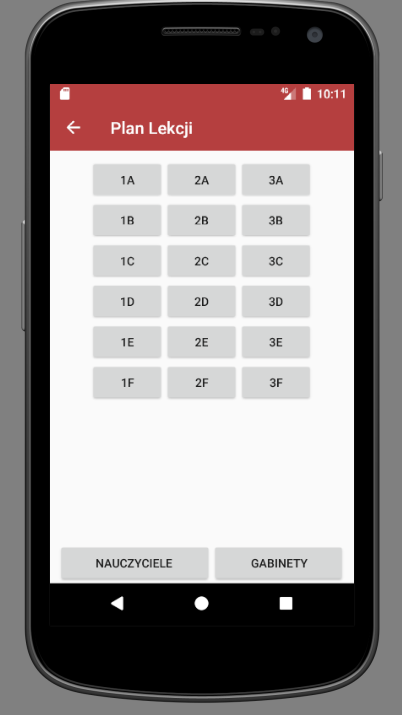 4G 10:11
Plan Lekcji
1A 2A 3A
1B 2B 3B
1C 2C 3C
1D 2D 3D
1E 2E 3E
1F 2F 3F
NAUCZYCIELE GABINETY